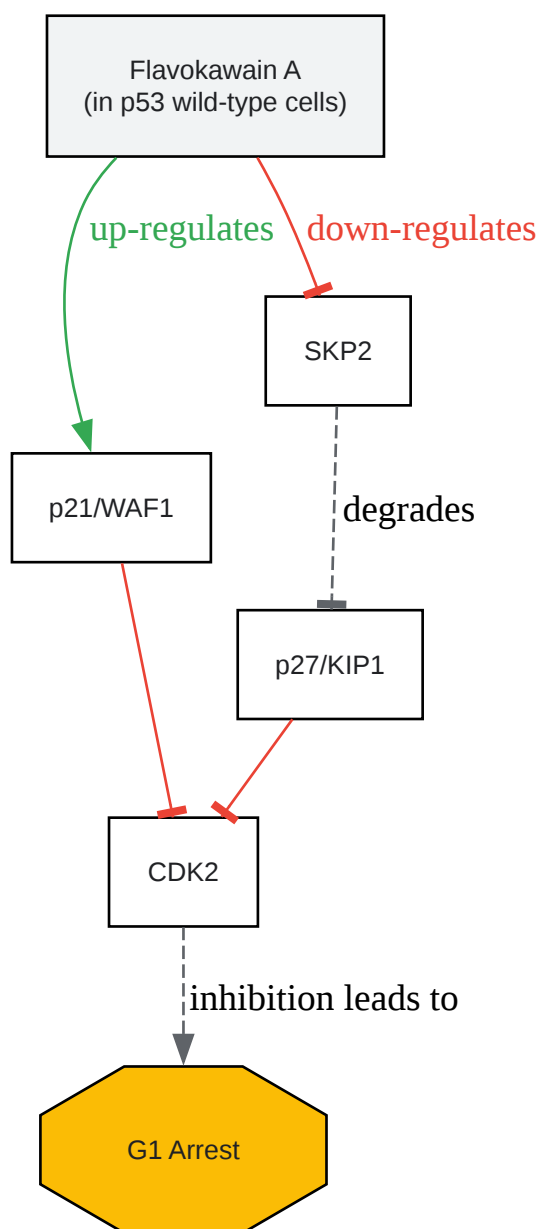 Flavokawain A
(in p53 wild-type cells)
up-regulates
down-regulates
SKP2
p21/WAF1
degrades
p27/KIP1
CDK2
inhibition leads to
G1 Arrest